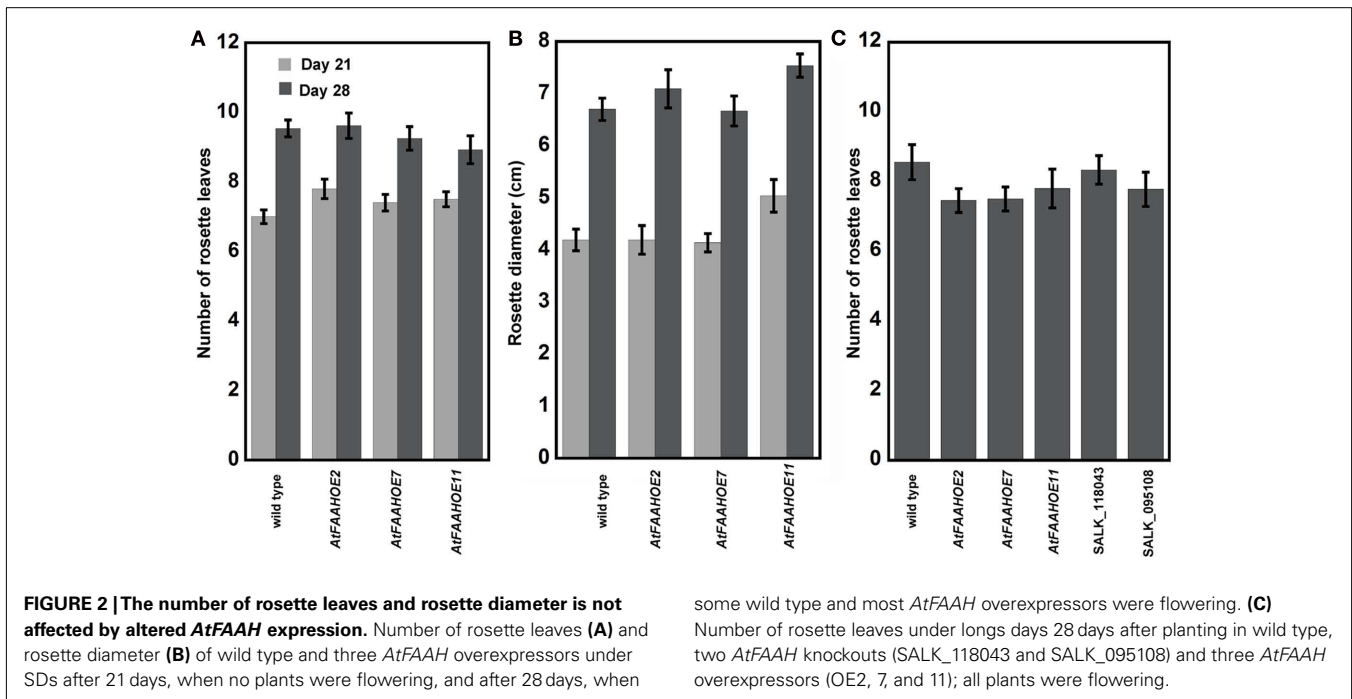 A
12
10
8
6
4
2
0
Number of rosette leaves
Day 21
Day 28
wild type
AtFAAHOE2
AtFAAHOE7
AtFAAHOE11
B
8
7
6
5
4
3
2
1
0
Rosette diameter (cm)
wild type
AtFAAHOE2
AtFAAHOE7
AtFAAHOE11
C
12
10
8
6
4
2
0
Number of rosette leaves
wild type
AtFAAHOE2
AtFAAHOE7
AtFAAHOE11
SALK_118043
SALK_095108
FIGURE 2 | The number of rosette leaves and rosette diameter is not
affected by altered AtFAAH expression. Number of rosette leaves (A) and
rosette diameter (B) of wild type and three AtFAAH overexpressors under
SDs after 21 days, when no plants were flowering, and after 28 days, when
some wild type and most AtFAAH overexpressors were flowering. (C)
Number of rosette leaves under longs days 28 days after planting in wild type,
two AtFAAH knockouts (SALK_118043 and SALK_095108) and three AtFAAH
overexpressors (OE2, 7, and 11); all plants were flowering.